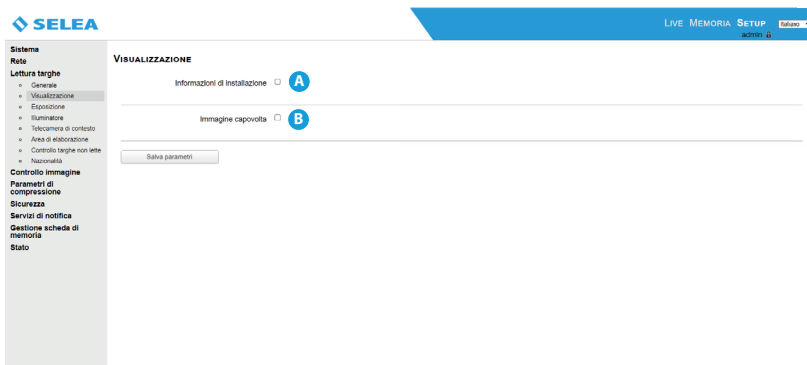 SELEA
LIVE MEMORIA SETUP Italiano
admin
Sistema
Rete
Lettura targhe
Generale
Visualizzazione
Esposizione
Illuminatore
Telecamera di contesto
Area di elaborazione
Controllo targhe non lette
Nazionalità
Controllo immagine
Parametri di
compressione
Sicurezza
Servizi di notifica
Gestione scheda di
memoria
Stato
VISUALIZZAZIONE
Informazioni di installazione A
Immagine capovolta B
Salva parametri